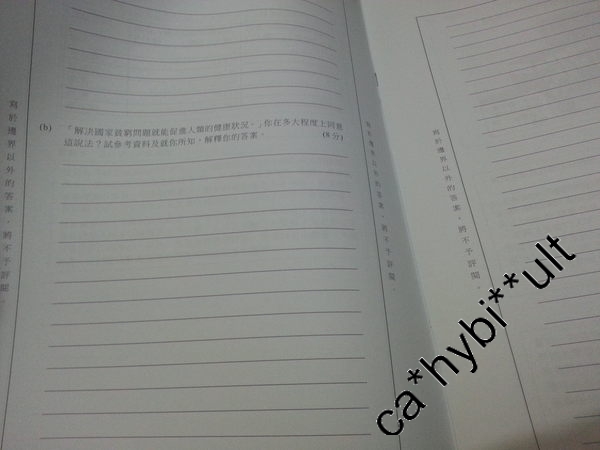 (b) 「解決國家貧窮問題就能促進人類的健康狀況。」你在多大程度上同意
這說法？試參考資料及就你所知，解釋你的答案。 (8 分)
寫於邊界以外的答案，將不予評閱。
寫於邊界以外的答案，將不予評閱。
寫於邊界以外的答案，將不予評閱。
ca*hybi**ult